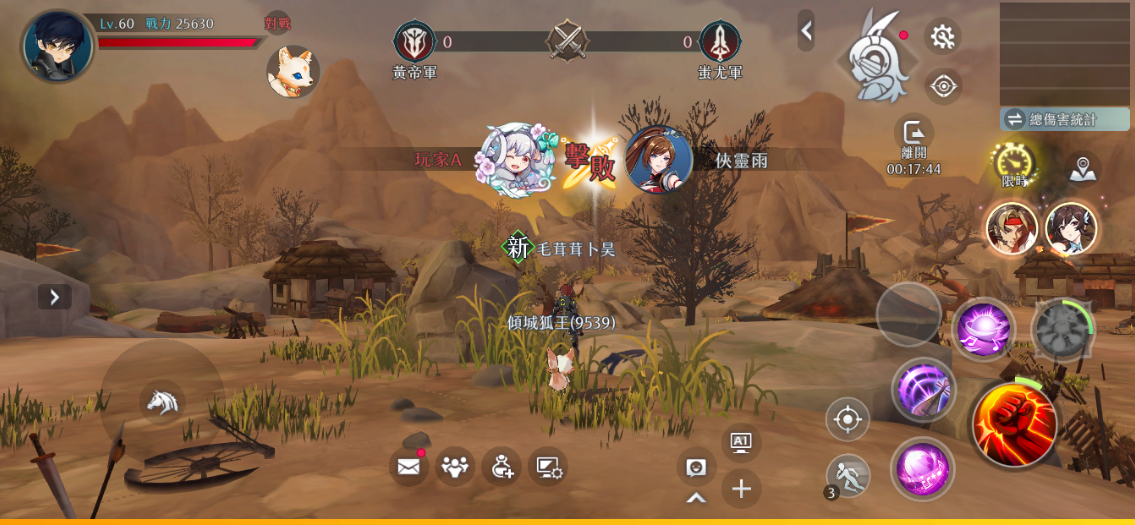 Lv.60 戰力 25630
對戰
0
0
黃帝軍
蚩尤軍
總傷害統計
離開
00:17:44
限時
玩家A
擊敗
俠靈雨
新 毛茸茸卜昊
傾城狐王(9539)
A1
3